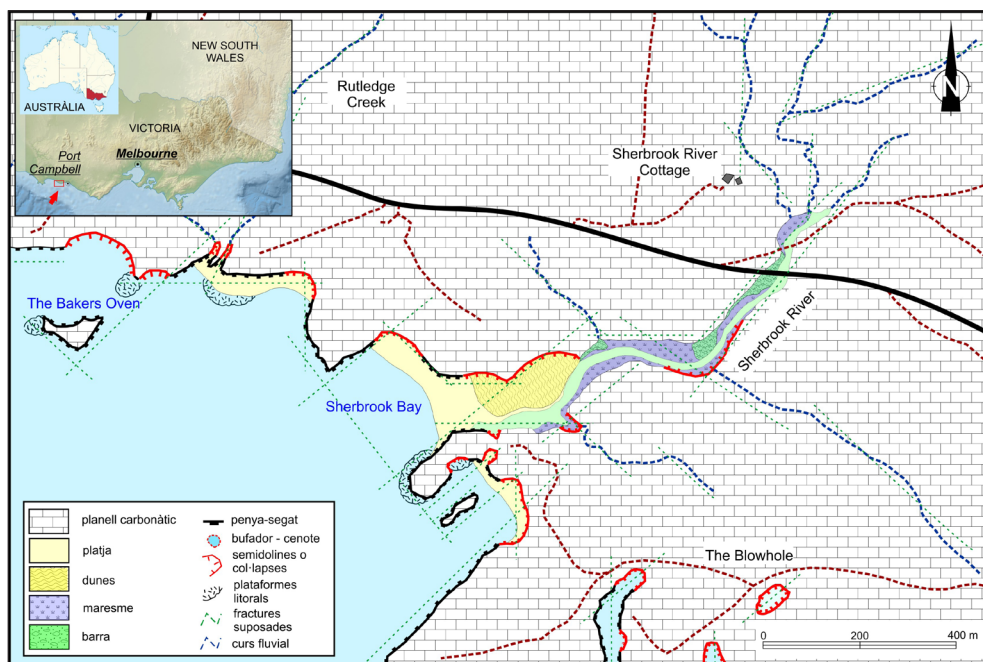 NEW SOUTH
WALES
AUSTRÀLIA
VICTORIA
Melbourne
Port
Campbell
Rutledge
Creek
N
Sherbrook River
Cottage
The Bakers Oven
Sherbrook River
Sherbrook Bay
The Blowhole
planell carbonàtic
platja
dunes
maresme
barra
penya-segat
bufador - cenote
semidolines o
col·lapses
plataformes
litorals
fractures
suposades
curs fluvial
0 200 400 m